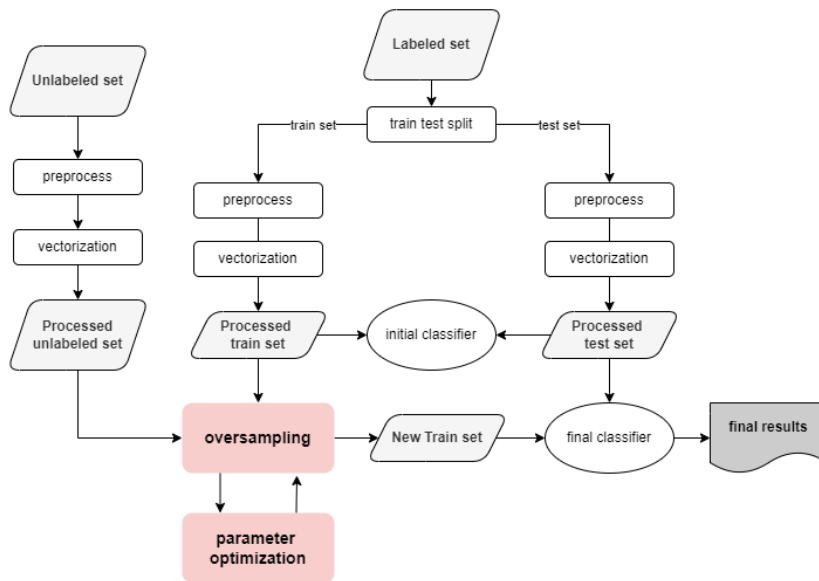 Labeled set
Unlabeled set
train set
train test split
test set
preprocess
preprocess
preprocess
vectorization
vectorization
vectorization
Processed
unlabeled set
Processed
train set
initial classifier
Processed
test set
oversampling
New Train set
final classifier
final results
parameter
optimization